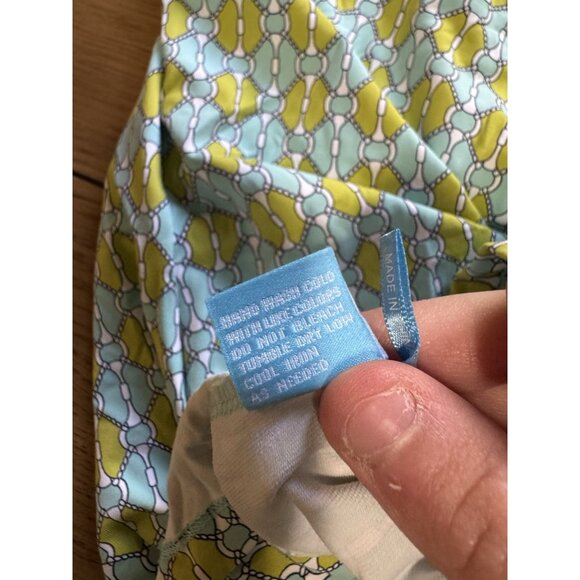 HAND WASH COLD
WITH LIKE COLORS
DO NOT BLEACH
TUMBLE DRY LOW
COOL IRON
AS NEEDED
MADE IN